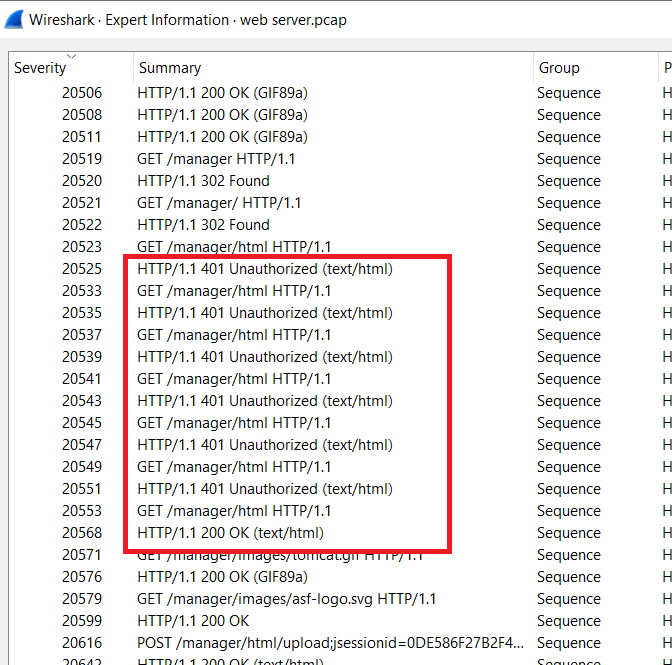 Wireshark · Expert Information · web server.pcap
Severity Summary Group P
20506 HTTP/1.1 200 OK (GIF89a) Sequence H
20508 HTTP/1.1 200 OK (GIF89a) Sequence H
20511 HTTP/1.1 200 OK (GIF89a) Sequence H
20519 GET /manager HTTP/1.1 Sequence H
20520 HTTP/1.1 302 Found Sequence H
20521 GET /manager/ HTTP/1.1 Sequence H
20522 HTTP/1.1 302 Found Sequence H
20523 GET /manager/html HTTP/1.1 Sequence H
20525 HTTP/1.1 401 Unauthorized (text/html) Sequence H
20533 GET /manager/html HTTP/1.1 Sequence H
20535 HTTP/1.1 401 Unauthorized (text/html) Sequence H
20537 GET /manager/html HTTP/1.1 Sequence H
20539 HTTP/1.1 401 Unauthorized (text/html) Sequence H
20541 GET /manager/html HTTP/1.1 Sequence H
20543 HTTP/1.1 401 Unauthorized (text/html) Sequence H
20545 GET /manager/html HTTP/1.1 Sequence H
20547 HTTP/1.1 401 Unauthorized (text/html) Sequence H
20549 GET /manager/html HTTP/1.1 Sequence H
20551 HTTP/1.1 401 Unauthorized (text/html) Sequence H
20553 GET /manager/html HTTP/1.1 Sequence H
20568 HTTP/1.1 200 OK (text/html) Sequence H
20571 GET /manager/images/tomcat.gif HTTP/1.1 Sequence H
20576 HTTP/1.1 200 OK (GIF89a) Sequence H
20579 GET /manager/images/asf-logo.svg HTTP/1.1 Sequence H
20599 HTTP/1.1 200 OK Sequence H
20616 POST /manager/html/upload;jsessionid=0DE586F27B2F4... Sequence H
20642 HTTP/1.1 200 OK (text/html) Sequence H